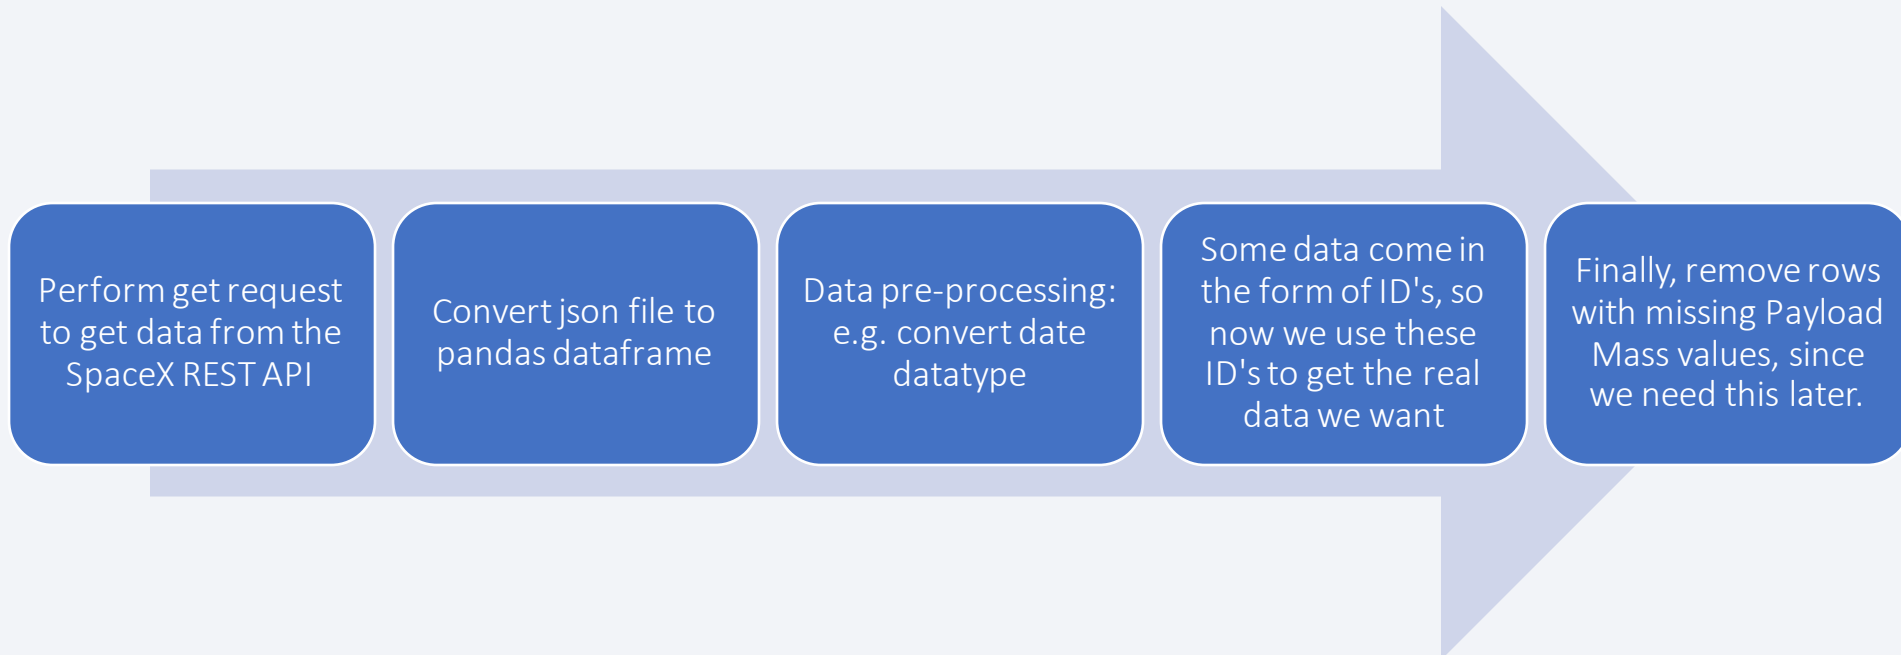 Perform get request
to get data from the
SpaceX REST API
Convert json file to
pandas dataframe
Data pre-processing:
e.g. convert date
datatype
Some data come in
the form of ID's, so
now we use these
ID's to get the real
data we want
Finally, remove rows
with missing Payload
Mass values, since
we need this later.